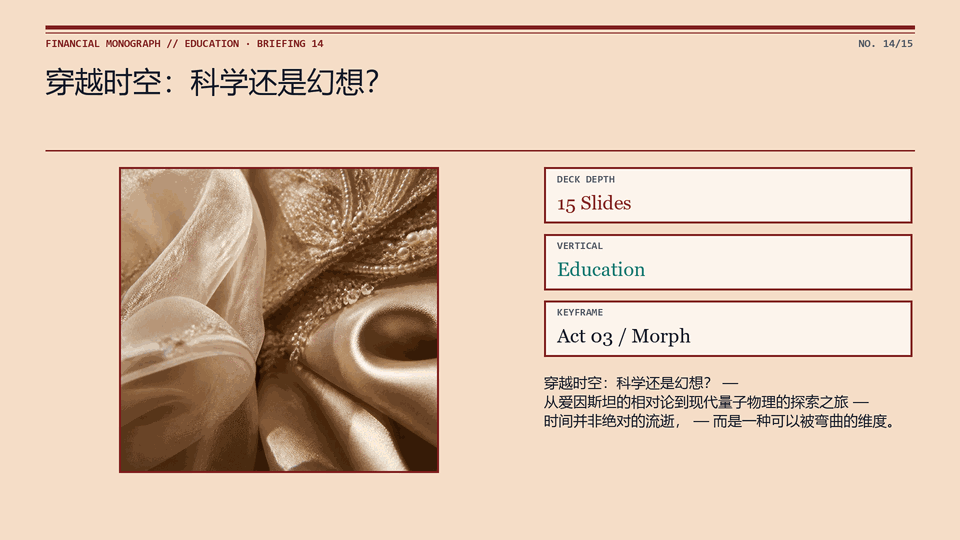 FINANCIAL MONOGRAPH // EDUCATION · BRIEFING 14
NO. 14/15
穿越时空：科学还是幻想？
DECK DEPTH
15 Slides
VERTICAL
Education
KEYFRAME
Act 03 / Morph
穿越时空：科学还是幻想？ —
从爱因斯坦的相对论到现代量子物理的探索之旅 —
时间并非绝对的流逝， — 而是一种可以被弯曲的维度。